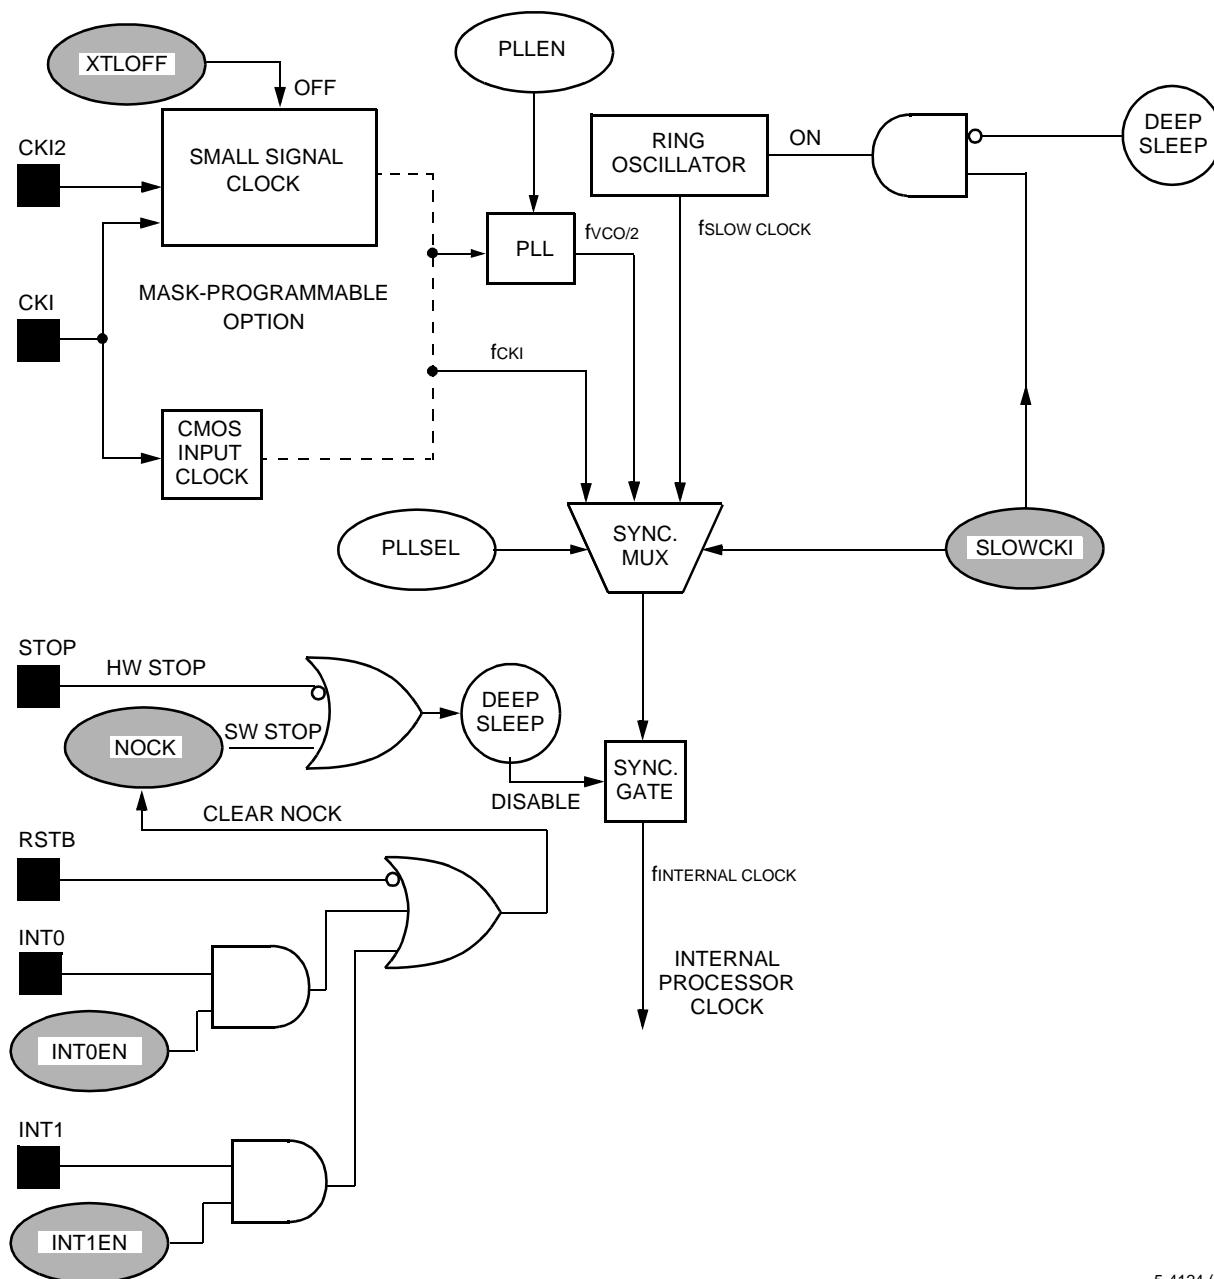 XTLOFF
OFF
PLLEN
CKI2
SMALL SIGNAL
CLOCK
RING
OSCILLATOR
ON
DEEP
SLEEP
fVCO/2
fSLOW CLOCK
PLL
CKI
MASK-PROGRAMMABLE
OPTION
fCKI
CMOS
INPUT
CLOCK
PLLSEL
SYNC.
MUX
SLOWCKI
STOP
HW STOP
NOCK
SW STOP
DEEP
SLEEP
DISABLE
SYNC.
GATE
CLEAR NOCK
RSTB
fINTERNAL CLOCK
INT0
INTERNAL
PROCESSOR
CLOCK
INT0EN
INT1
INT1EN